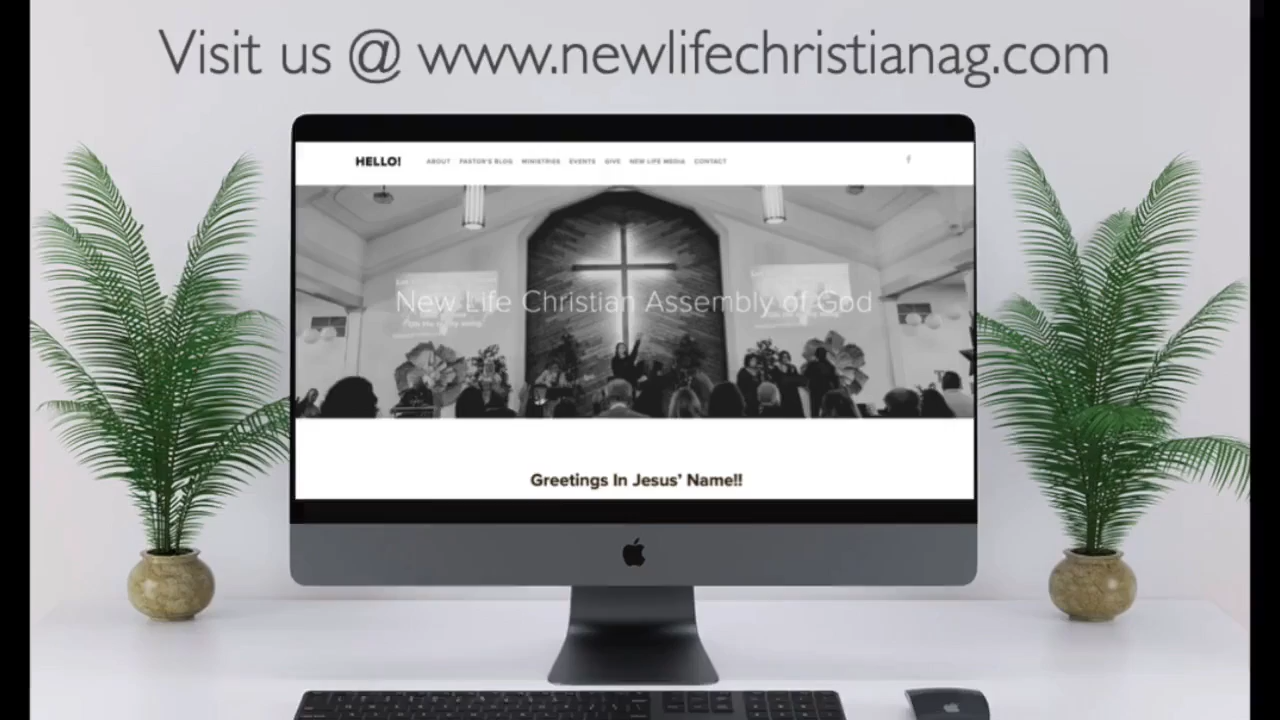 Visit us @ www.newlifechristianag.com
HELLO! ABOUT PASTOR'S BLOG MINISTRIES EVENTS GIVE NEW LIFE MEDIA CONTACT f
New Life Christian Assembly of God
Greetings In Jesus’ Name!!